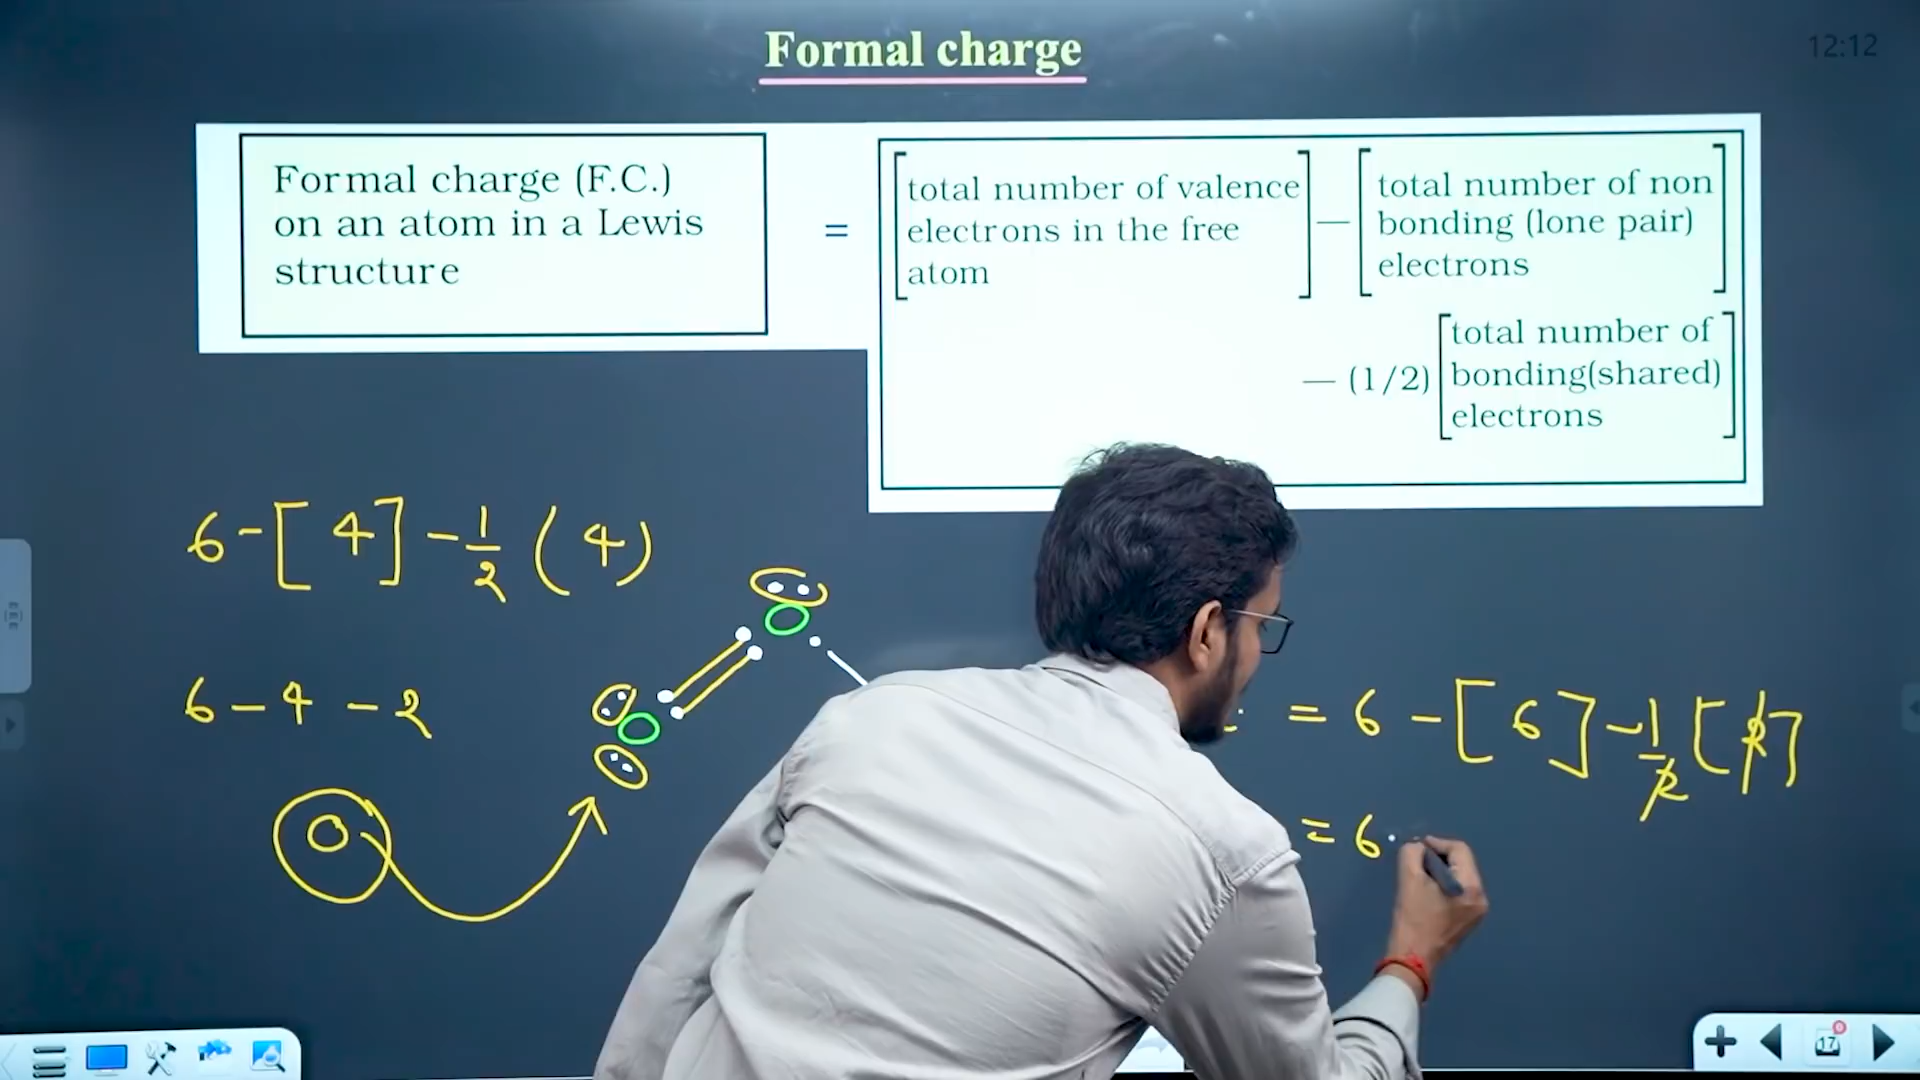 Formal charge
12:12
Formal charge (F.C.)
on an atom in a Lewis
structure
=
total number of valence
electrons in the free
atom
—
total number of non
bonding (lone pair)
electrons
— (1/2)
total number of
bonding(shared)
electrons
6-[4]-1/2(4)
6-4-2
0
= 6-[6]-1/2[2]
= 6
17